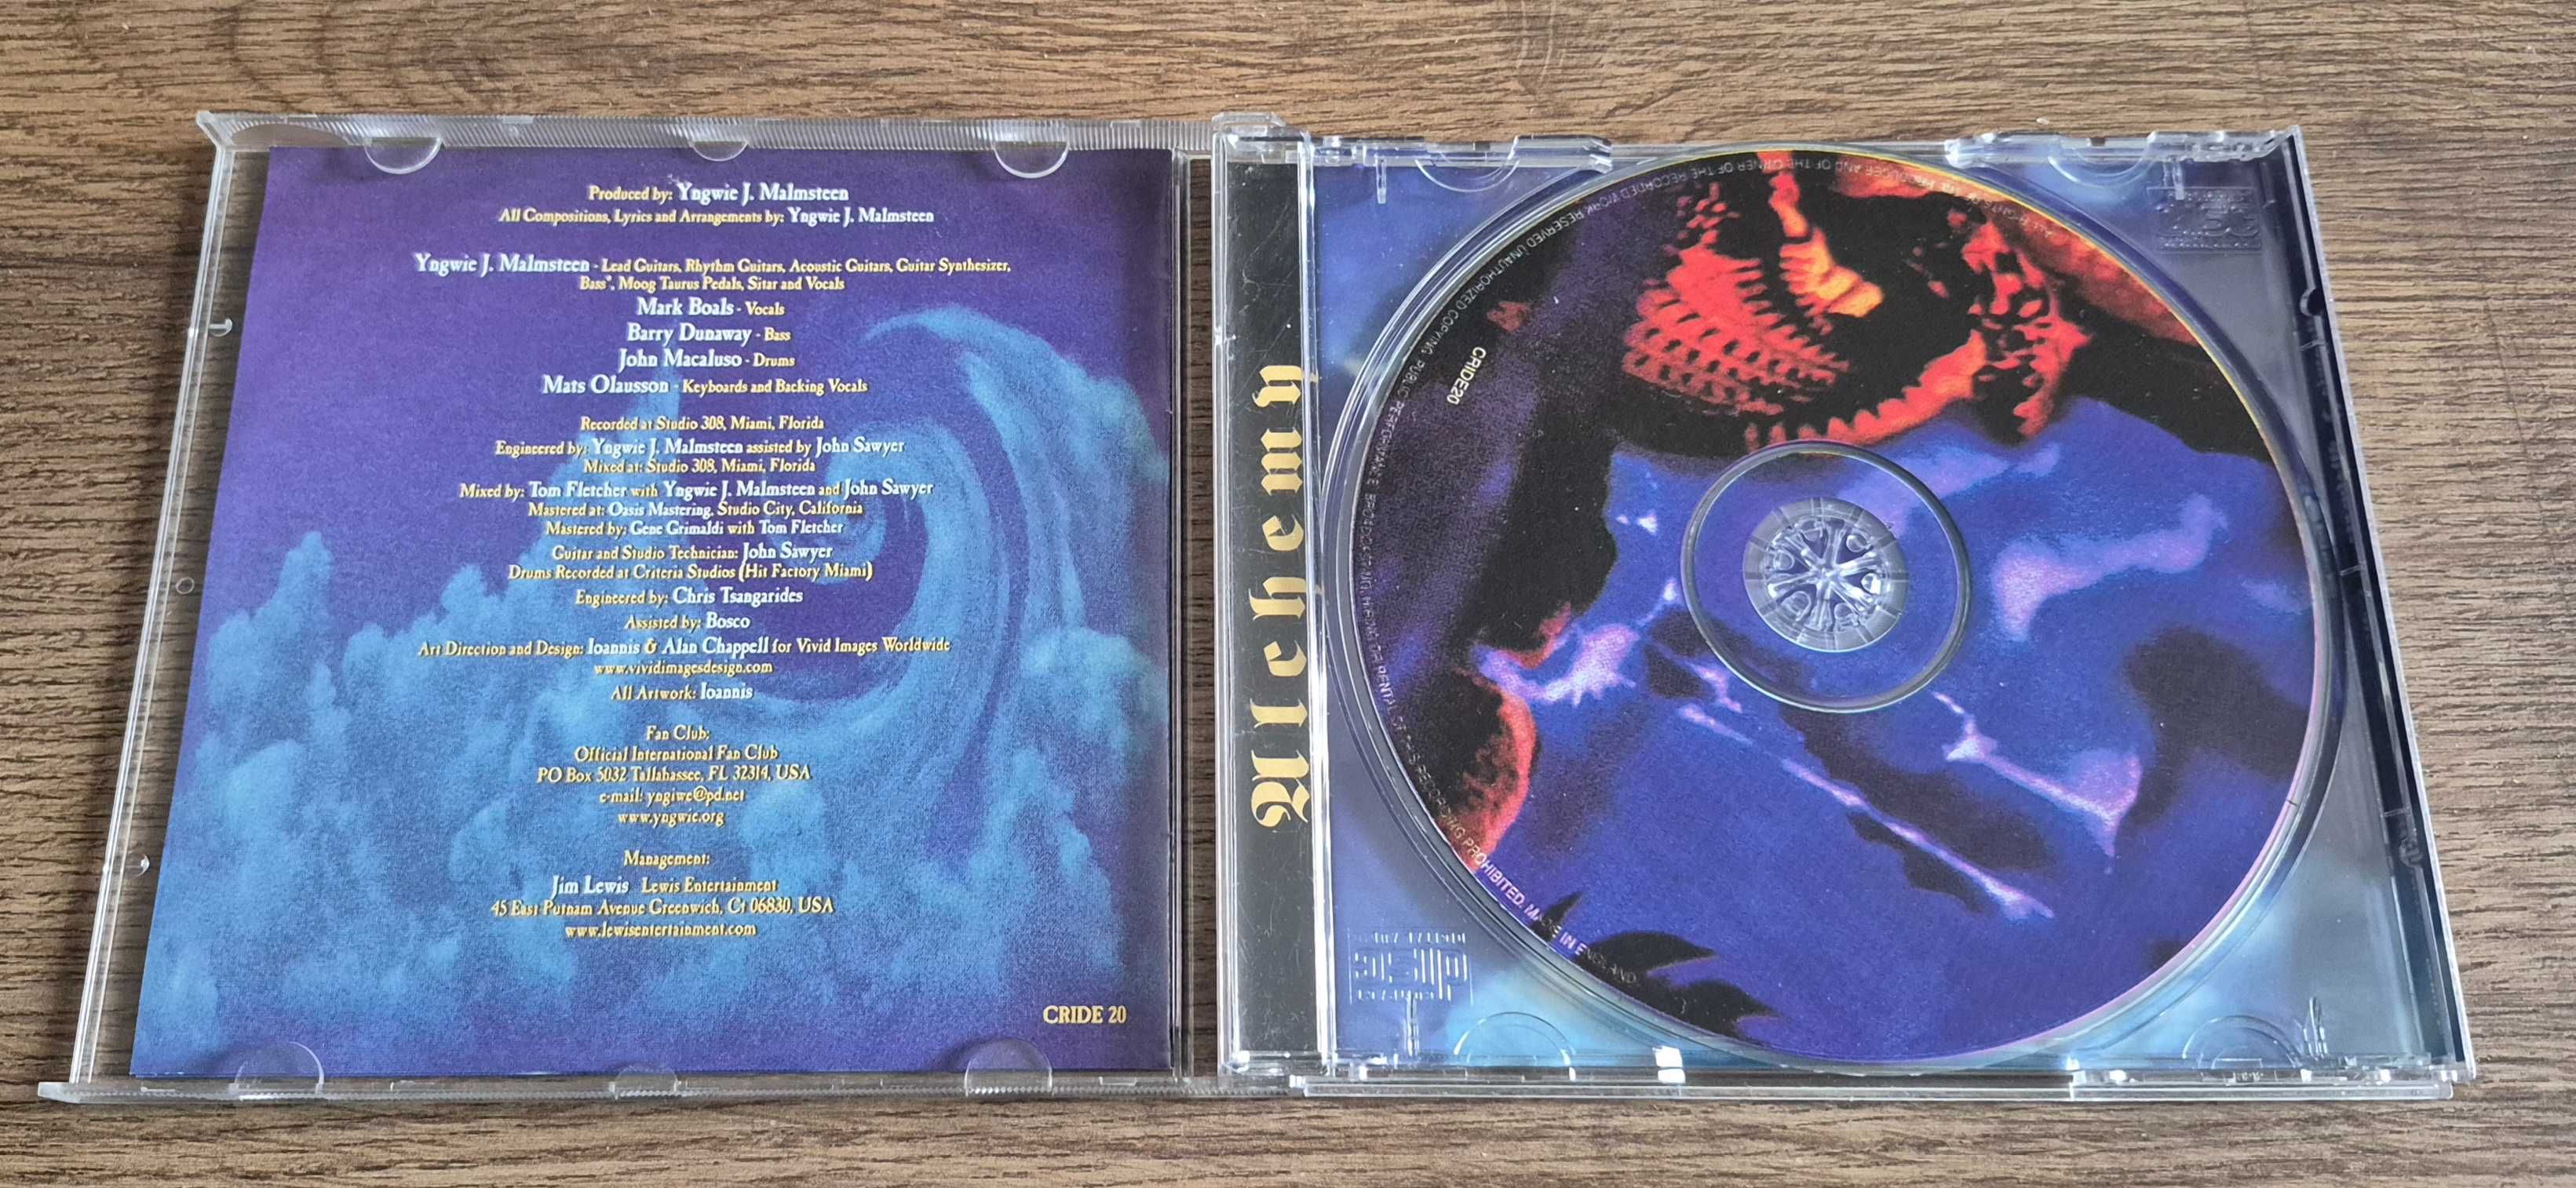 Produced by: Yngwie J. Malmsteen
All Compositions, Lyrics and Arrangements by: Yngwie J. Malmsteen
Yngwie J. Malmsteen - Lead Guitars, Rhythm Guitars, Acoustic Guitars, Guitar Synthesizer,
Bass*, Moog Taurus Pedals, Sitar and Vocals
Mark Boals - Vocals
Barry Dunaway - Bass
John Macaluso - Drums
Mats Olausson - Keyboards and Backing Vocals
Recorded at Studio 308, Miami, Florida
Engineered by: Yngwie J. Malmsteen assisted by John Sawyer
Mixed at: Studio 308, Miami, Florida
Mixed by: Tom Fletcher with Yngwie J. Malmsteen and John Sawyer
Mastered at: Oasis Mastering, Studio City, California
Mastered by: Gene Grimaldi with Tom Fletcher
Guitar and Studio Technician: John Sawyer
Drums Recorded at Criteria Studios (Hit Factory Miami)
Engineered by: Chris Tsangarides
Assisted by: Bosco
Art Direction and Design: Ioannis & Alan Chappell for Vivid Images Worldwide
www.vividimagesdesign.com
All Artwork: Ioannis
Fan Club:
Official International Fan Club
PO Box 5032 Tallahassee, FL 32314, USA
e-mail: yngiwe@pd.net
www.yngwie.org
Management:
Jim Lewis Lewis Entertainment
45 East Putnam Avenue Greenwich, Ct 06830, USA
www.lewisentertainment.com
CRIDE 20
Alchemy
CRIDE20
ALL RIGHTS OF THE PRODUCER AND OF THE OWNER OF THE RECORDED WORK RESERVED UNAUTHORIZED COPYING, PUBLIC PERFORMANCE, BROADCASTING, HIRING OR RENTAL OF THIS RECORDING PROHIBITED. MADE IN ENGLAND
disc